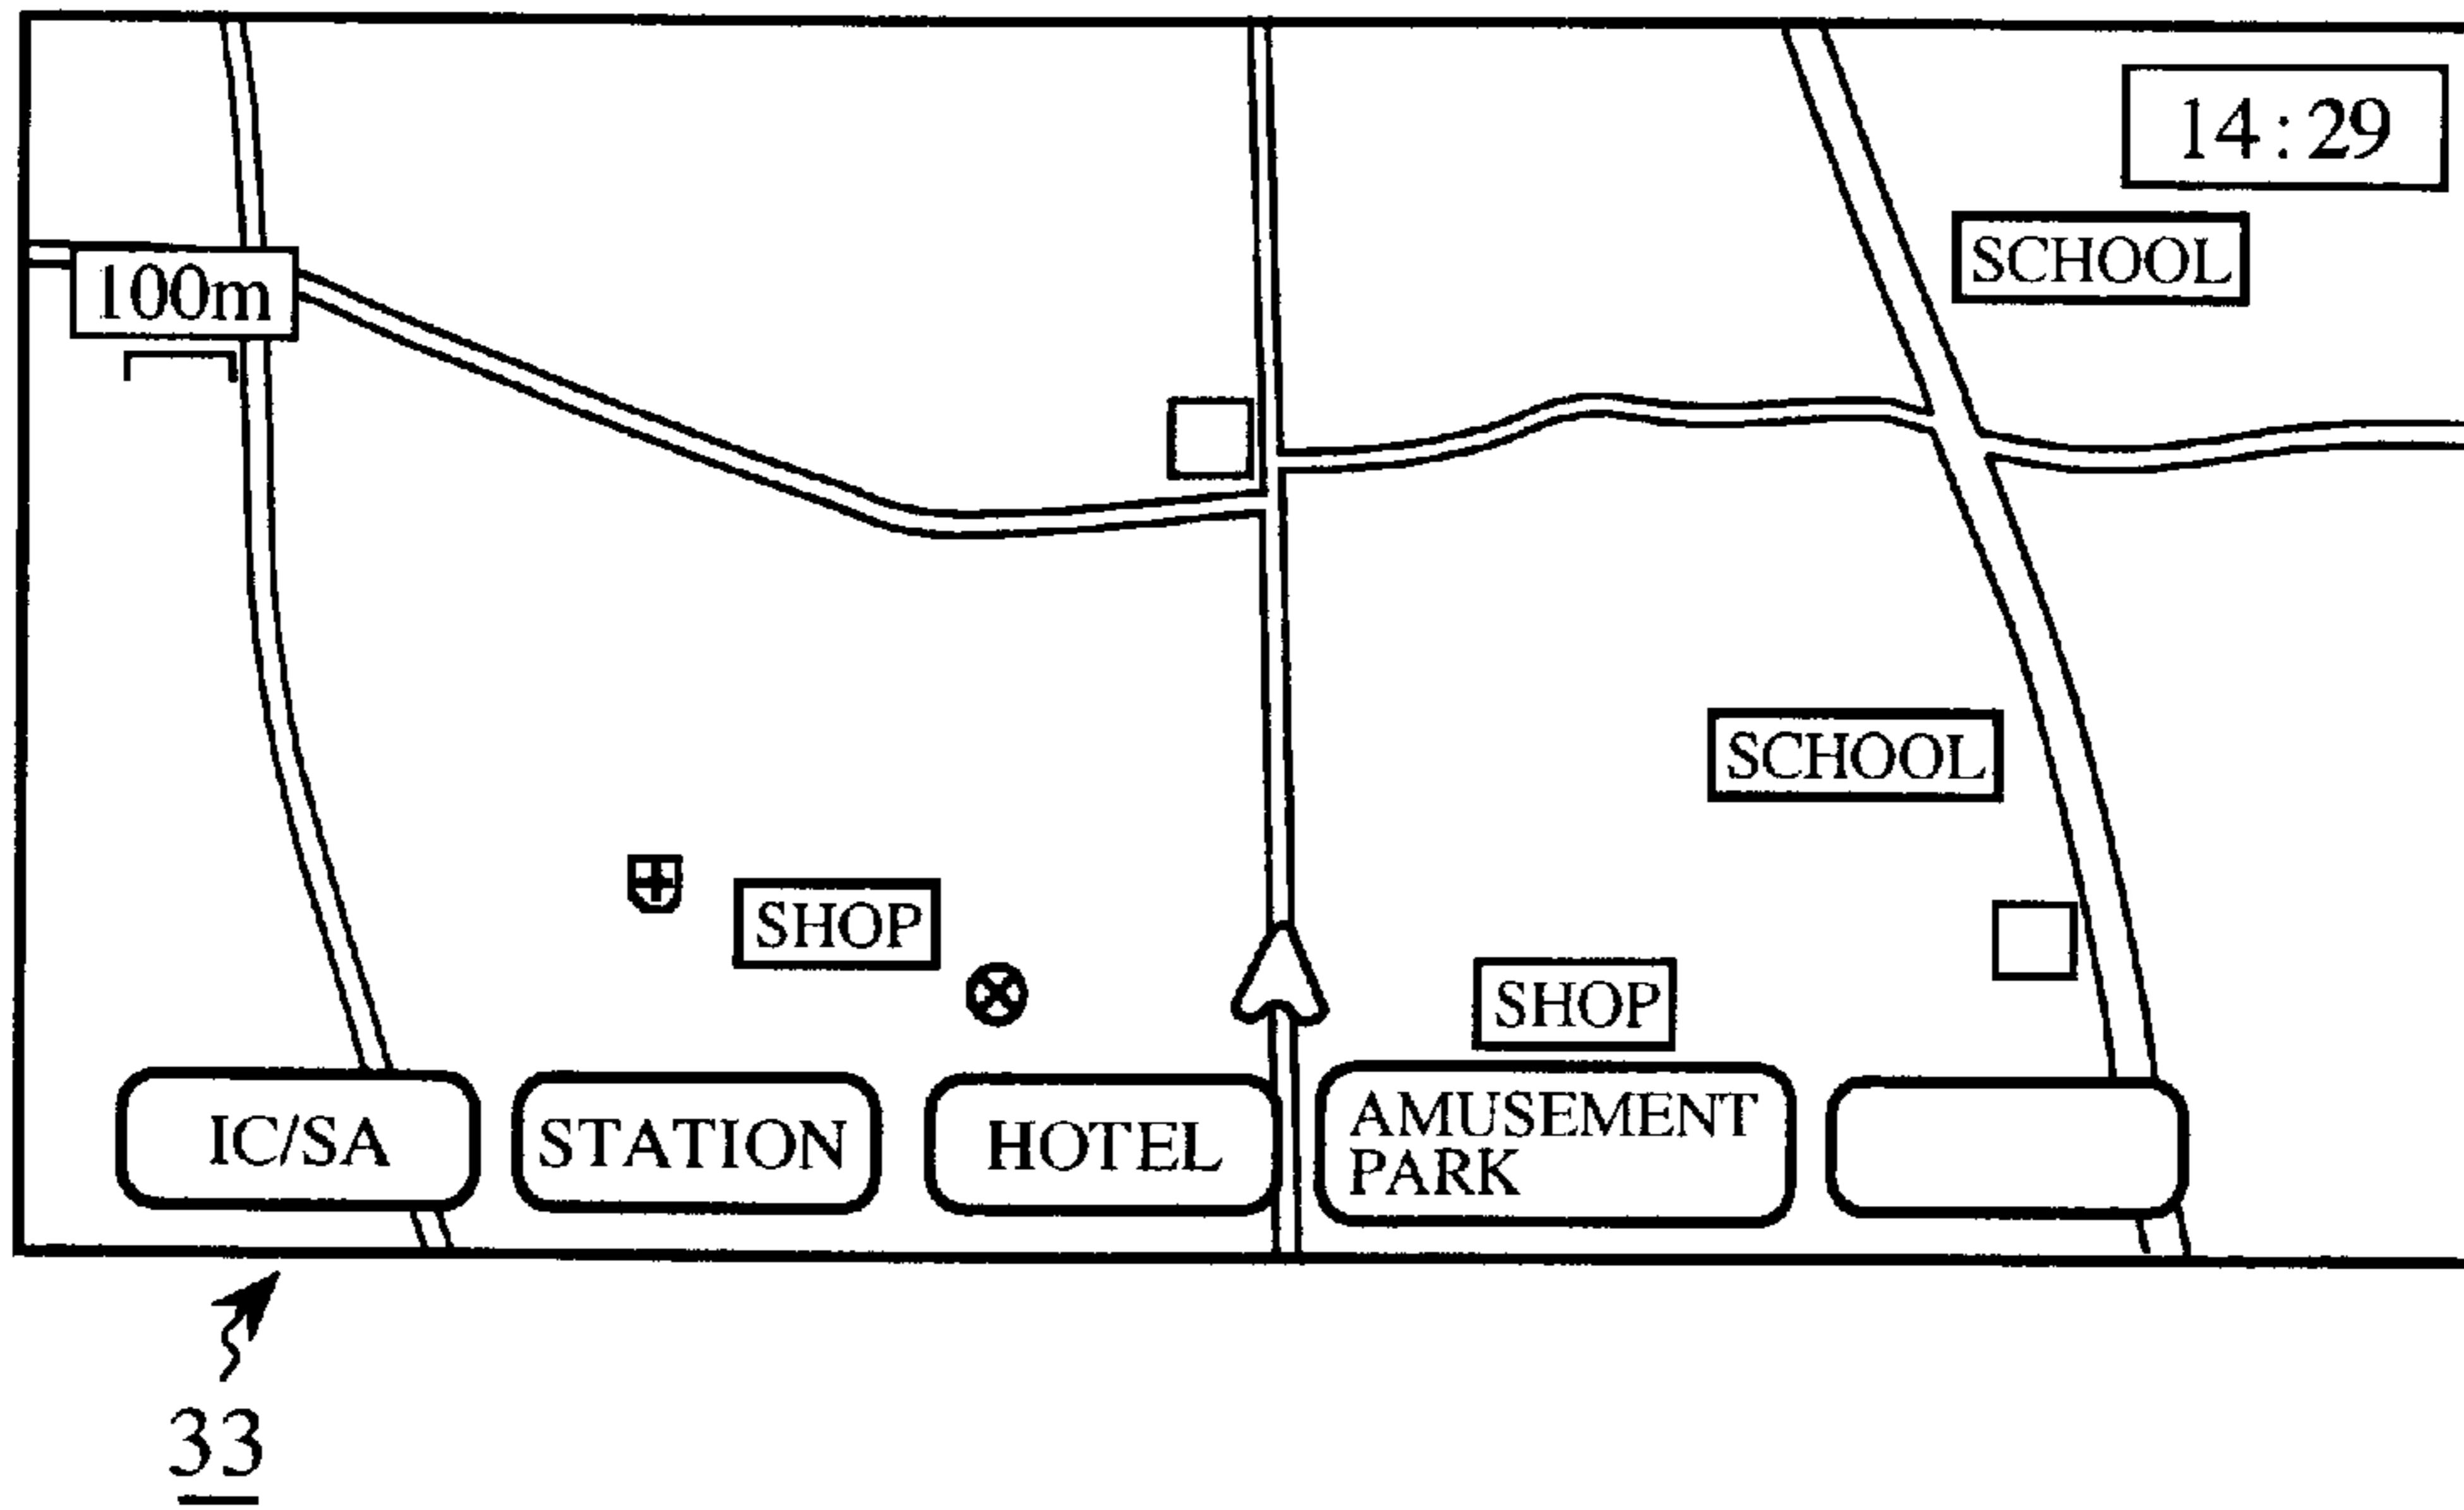 14:29
SCHOOL
100m
SCHOOL
SHOP
SHOP
IC/SA
STATION
HOTEL
AMUSEMENT
PARK
33